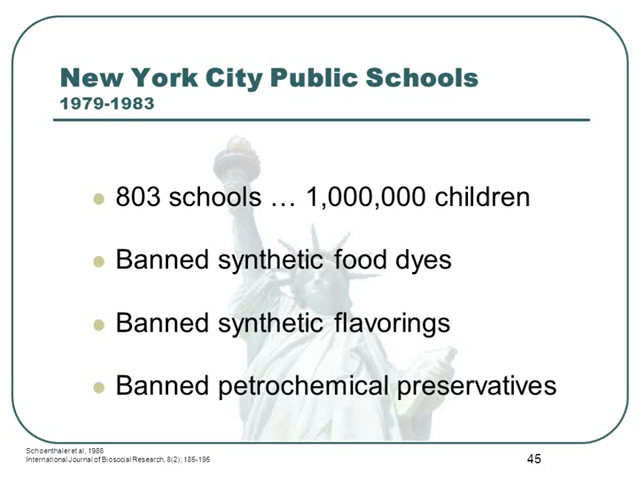 New York City Public Schools
1979-1983
803 schools … 1,000,000 children
Banned synthetic food dyes
Banned synthetic flavorings
Banned petrochemical preservatives
Schoenthaler et al, 1986
International Journal of Biosocial Research, 8(2); 185-195
45